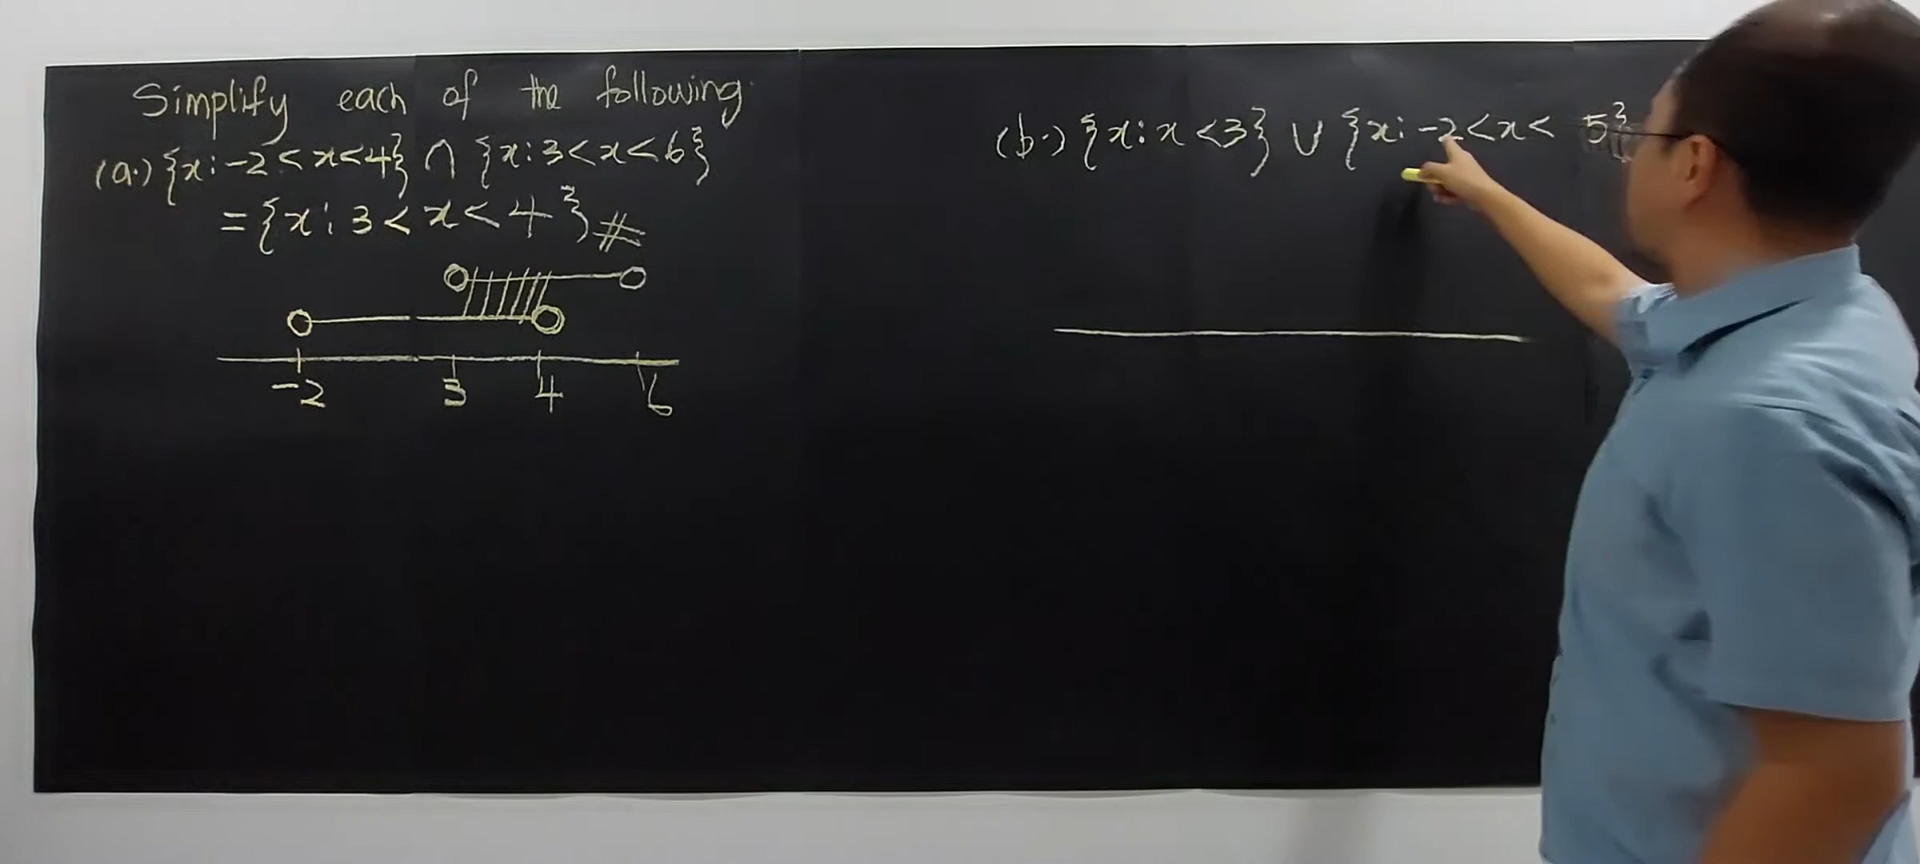 Simplify each of the following.
(a.) {x: -2 < x < 4} ∩ {x: 3 < x < 6}
= {x: 3 < x < 4} #
-2 3 4 6
(b.) {x: x < 3} ∪ {x: -2 < x < 5}